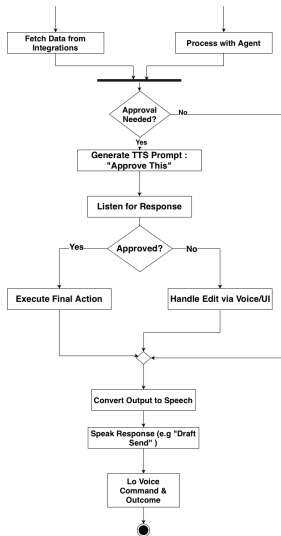 Fetch Data from
Integrations
Process with Agent
Approval
Needed?
No
Yes
Generate TTS Prompt :
"Approve This"
Listen for Response
Yes
Approved?
No
Execute Final Action
Handle Edit via Voice/UI
Convert Output to Speech
Speak Response (e.g "Draft
Send" )
Lo Voice
Command &
Outcome